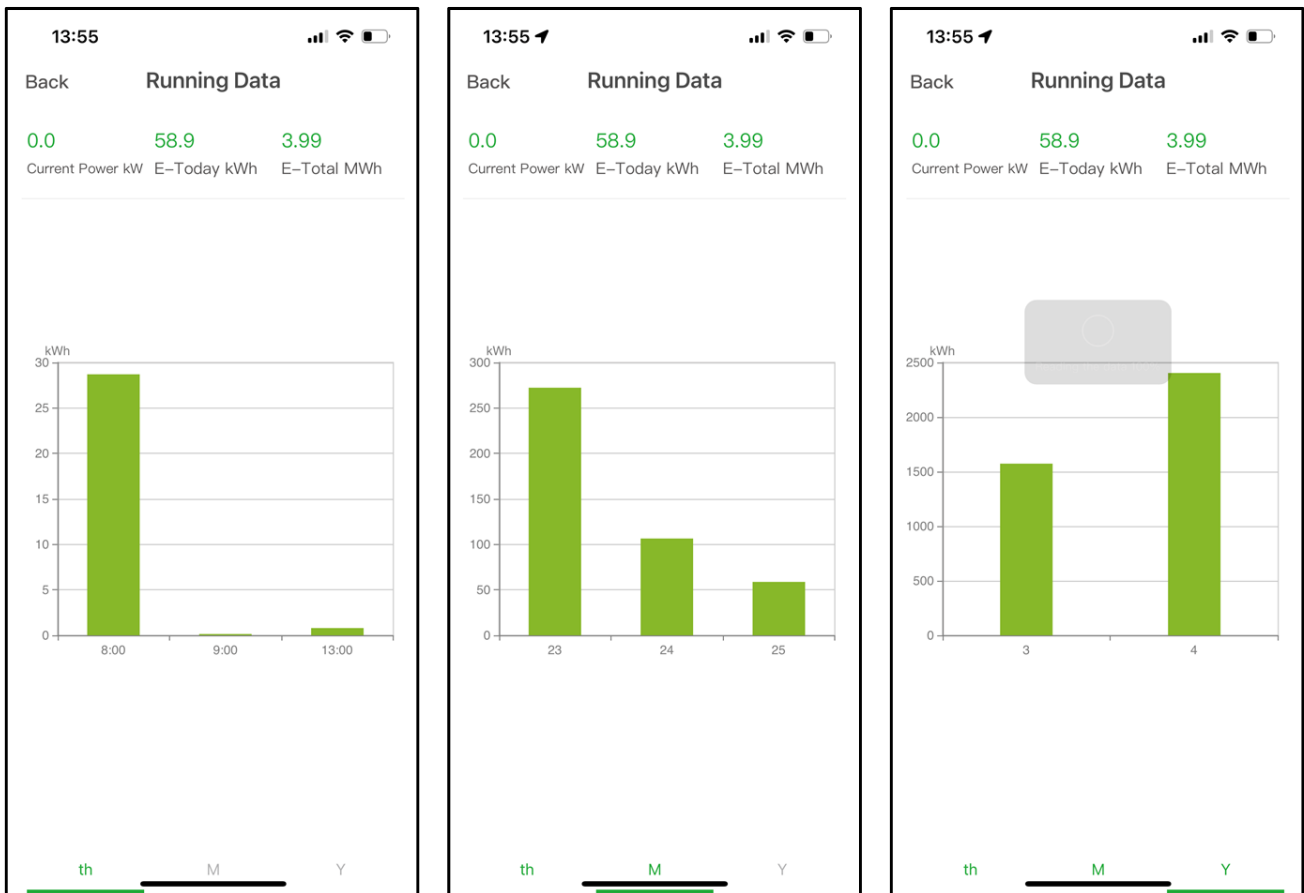 13:55
Back Running Data
0.0 58.9 3.99
Current Power kW E-Today kWh E-Total MWh
kWh
30
25
20
15
10
5
0
8:00 9:00 13:00
th M Y
13:55
Back Running Data
0.0 58.9 3.99
Current Power kW E-Today kWh E-Total MWh
kWh
300
250
200
150
100
50
0
23 24 25
th M Y
13:55
Back Running Data
0.0 58.9 3.99
Current Power kW E-Today kWh E-Total MWh
kWh
2500
2000
1500
1000
500
0
3 4
th M Y